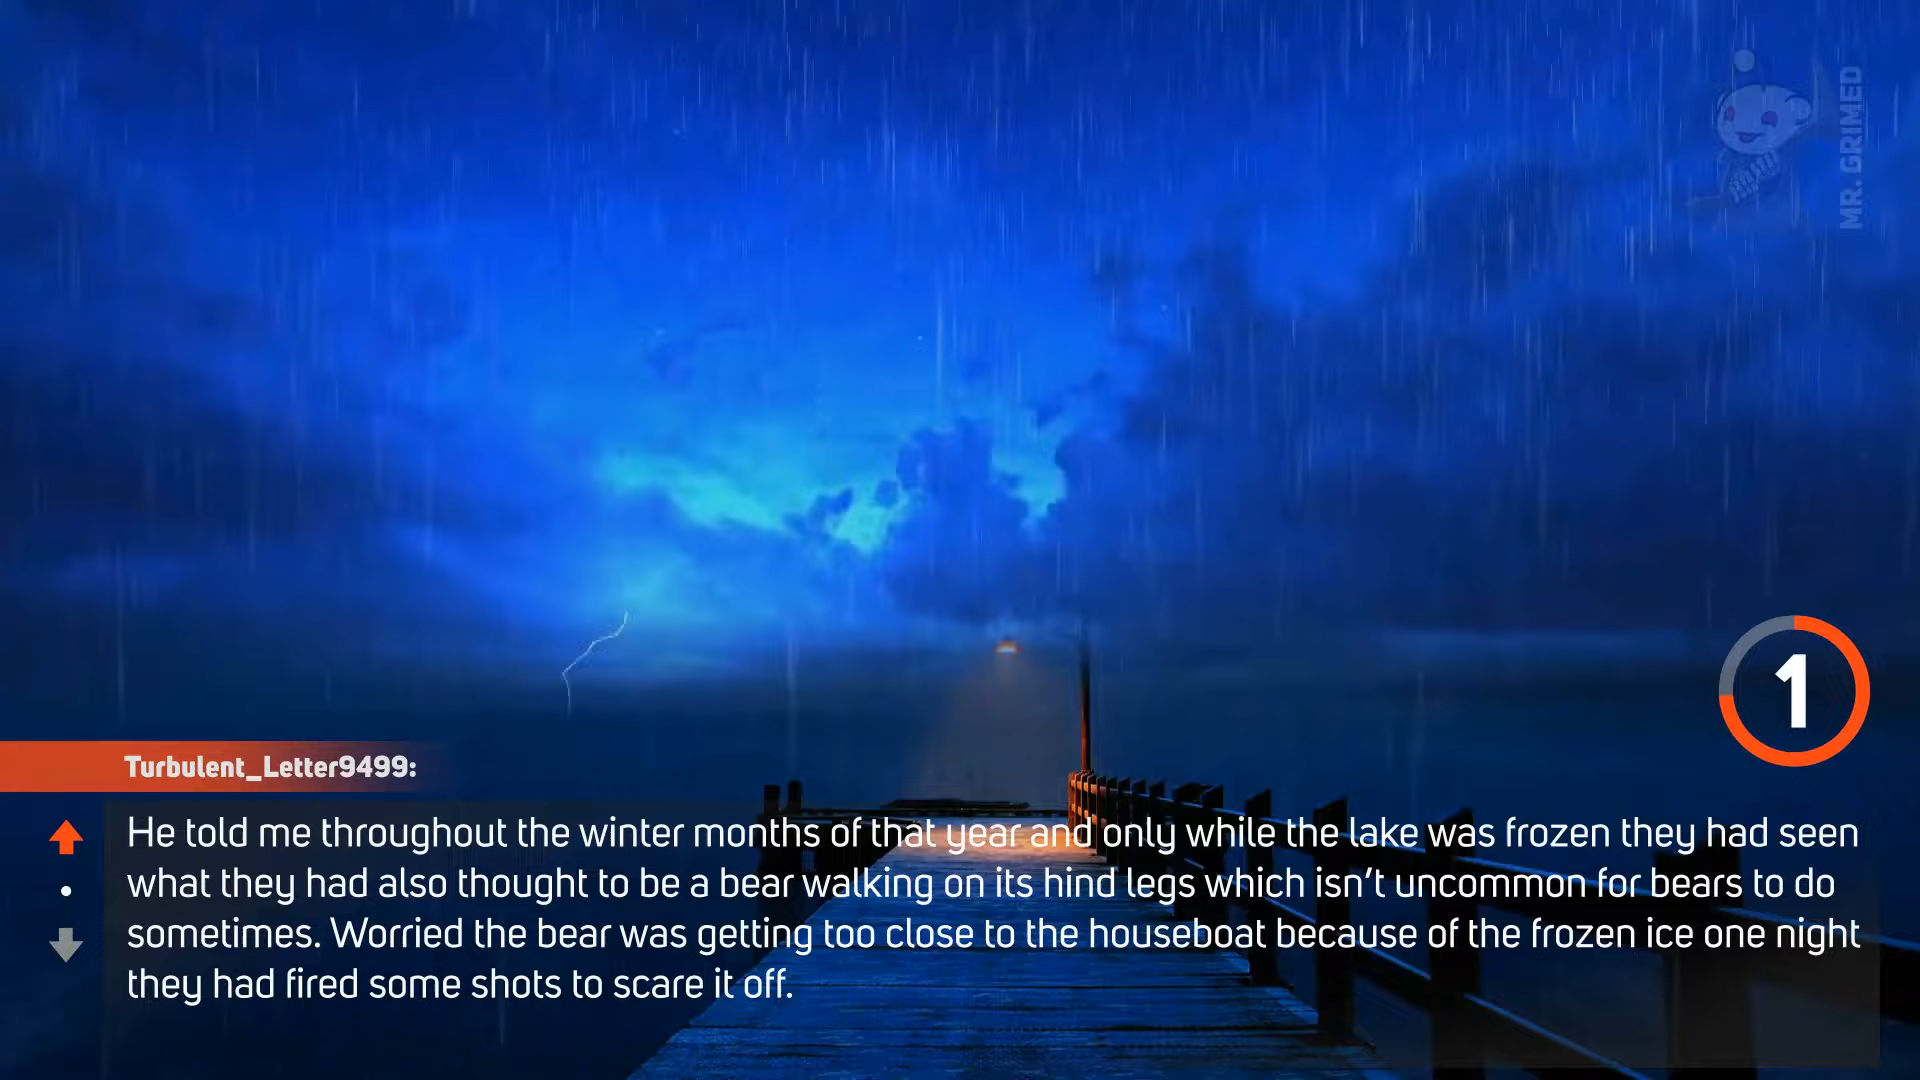 MR. GRIMED
1
Turbulent_Letter9499:
He told me throughout the winter months of that year and only while the lake was frozen they had seen
what they had also thought to be a bear walking on its hind legs which isn’t uncommon for bears to do
sometimes. Worried the bear was getting too close to the houseboat because of the frozen ice one night
they had fired some shots to scare it off.